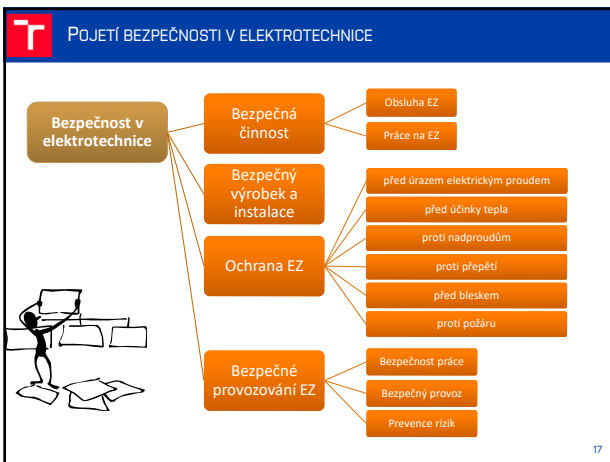 POJETÍ BEZPEČNOSTI V ELEKTROTECHNICE
Bezpečnost v
elektrotechnice
Bezpečná
činnost
Obsluha EZ
Práce na EZ
Bezpečný
výrobek a
instalace
Ochrana EZ
před úrazem elektrickým proudem
před účinky tepla
proti nadproudům
proti přepětí
před bleskem
proti požáru
Bezpečné
provozování EZ
Bezpečnost práce
Bezpečný provoz
Prevence rizik
17